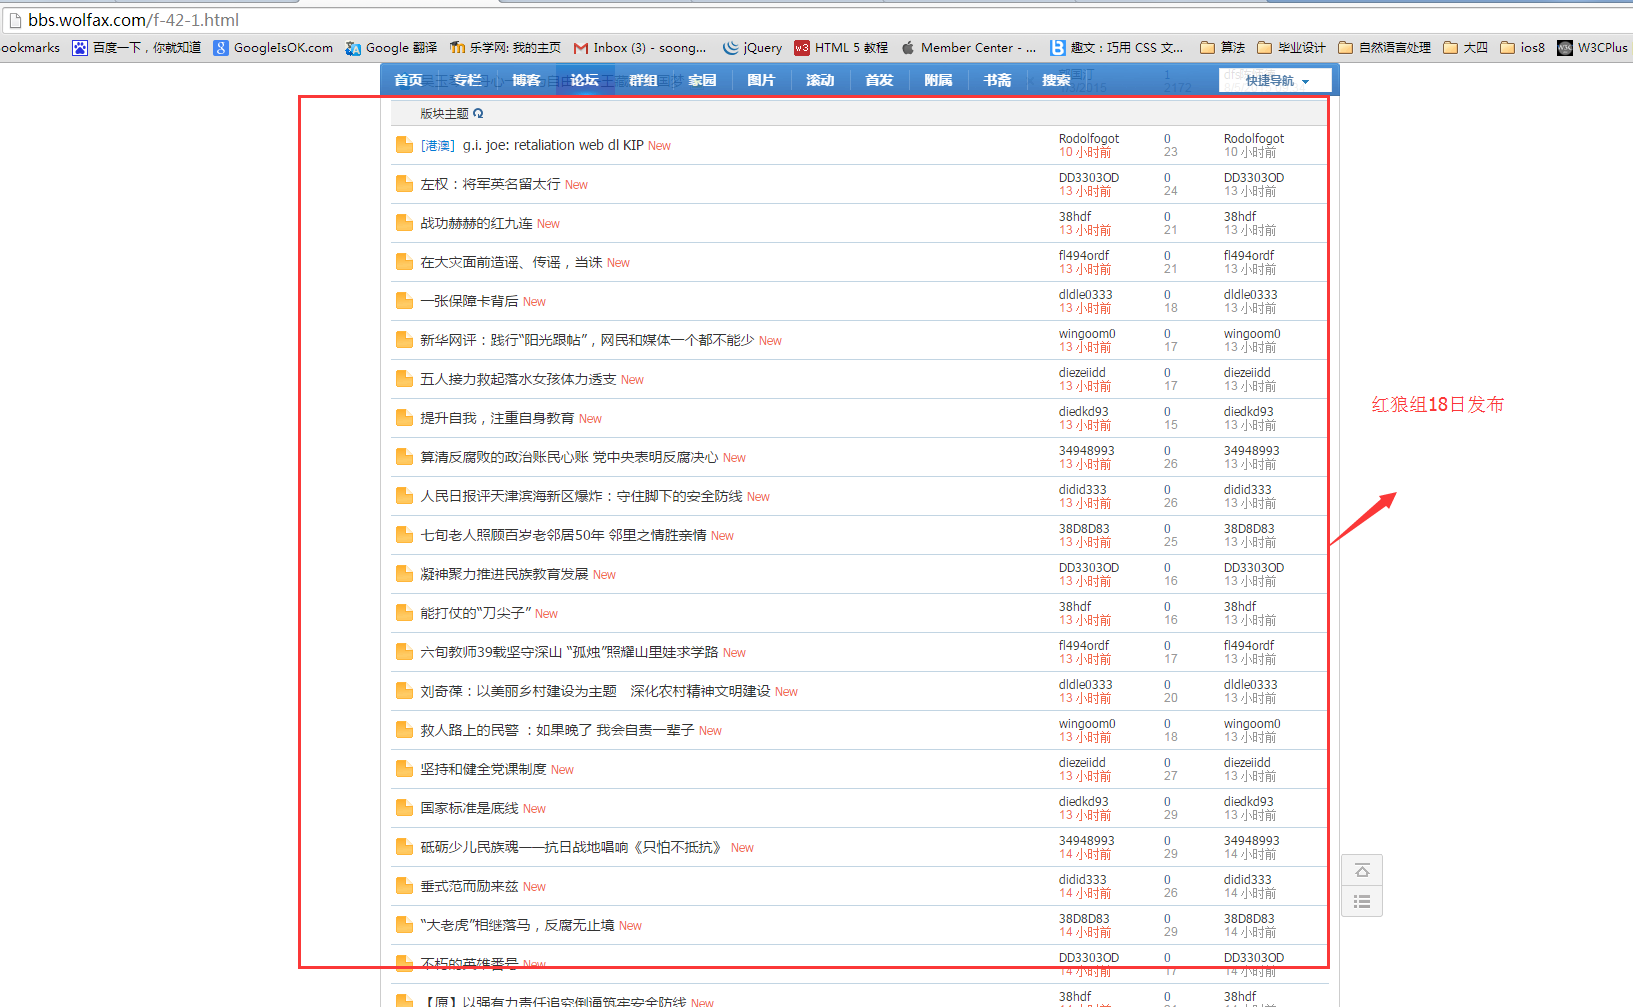 bbs.wolfax.com/f-42-1.html
ookmarks 百度一下，你就知道 GoogleIsOK.com Google 翻译 乐学网: 我的主页 Inbox (3) - soong... jQuery HTML 5 教程 Member Center - ... 趣文：巧用 CSS 文... 算法 毕业设计 自然语言处理 大四 ios8 W3CPlus
首页 专栏 博客 论坛 群组 家园 图片 滚动 首发 附属 书斋 搜索 快捷导航
版块主题
[港澳] g.i. joe: retaliation web dl KIP New Rodolfogot 0 Rodolfogot
10 小时前 23 10 小时前
左权：将军英名留太行 New DD3303OD 0 DD3303OD
13 小时前 24 13 小时前
战功赫赫的红九连 New 38hdf 0 38hdf
13 小时前 21 13 小时前
在大灾面前造谣、传谣，当诛 New fl494ordf 0 fl494ordf
13 小时前 21 13 小时前
一张保障卡背后 New dldle0333 0 dldle0333
13 小时前 18 13 小时前
新华网评：践行“阳光跟帖”，网民和媒体一个都不能少 New wingoom0 0 wingoom0
13 小时前 17 13 小时前
五人接力救起落水女孩体力透支 New diezeiidd 0 diezeiidd
13 小时前 17 13 小时前
提升自我，注重自身教育 New diedkd93 0 diedkd93
13 小时前 15 13 小时前
红狼组18日发布
算清反腐败的政治账民心账 党中央表明反腐决心 New 34948993 0 34948993
13 小时前 26 13 小时前
人民日报评天津滨海新区爆炸：守住脚下的安全防线 New didid333 0 didid333
13 小时前 26 13 小时前
七旬老人照顾百岁老邻居50年 邻里之情胜亲情 New 38D8D83 0 38D8D83
13 小时前 25 13 小时前
凝神聚力推进民族教育发展 New DD3303OD 0 DD3303OD
13 小时前 16 13 小时前
能打仗的“刀尖子” New 38hdf 0 38hdf
13 小时前 16 13 小时前
六旬教师39载坚守深山 “孤烛”照耀山里娃求学路 New fl494ordf 0 fl494ordf
13 小时前 17 13 小时前
刘奇葆：以美丽乡村建设为主题　深化农村精神文明建设 New dldle0333 0 dldle0333
13 小时前 20 13 小时前
救人路上的民警 ：如果晚了 我会自责一辈子 New wingoom0 0 wingoom0
13 小时前 18 13 小时前
坚持和健全党课制度 New diezeiidd 0 diezeiidd
13 小时前 27 13 小时前
国家标准是底线 New diedkd93 0 diedkd93
13 小时前 29 13 小时前
砥砺少儿民族魂——抗日战地唱响《只怕不抵抗》 New 34948993 0 34948993
14 小时前 29 14 小时前
垂式范而励来兹 New didid333 0 didid333
14 小时前 26 14 小时前
“大老虎”相继落马，反腐无止境 New 38D8D83 0 38D8D83
14 小时前 29 14 小时前
不朽的英雄番号 New DD3303OD 0 DD3303OD
14 小时前 17 14 小时前
【原】以强有力责任追究倒逼筑牢安全防线 New 38hdf 0 38hdf